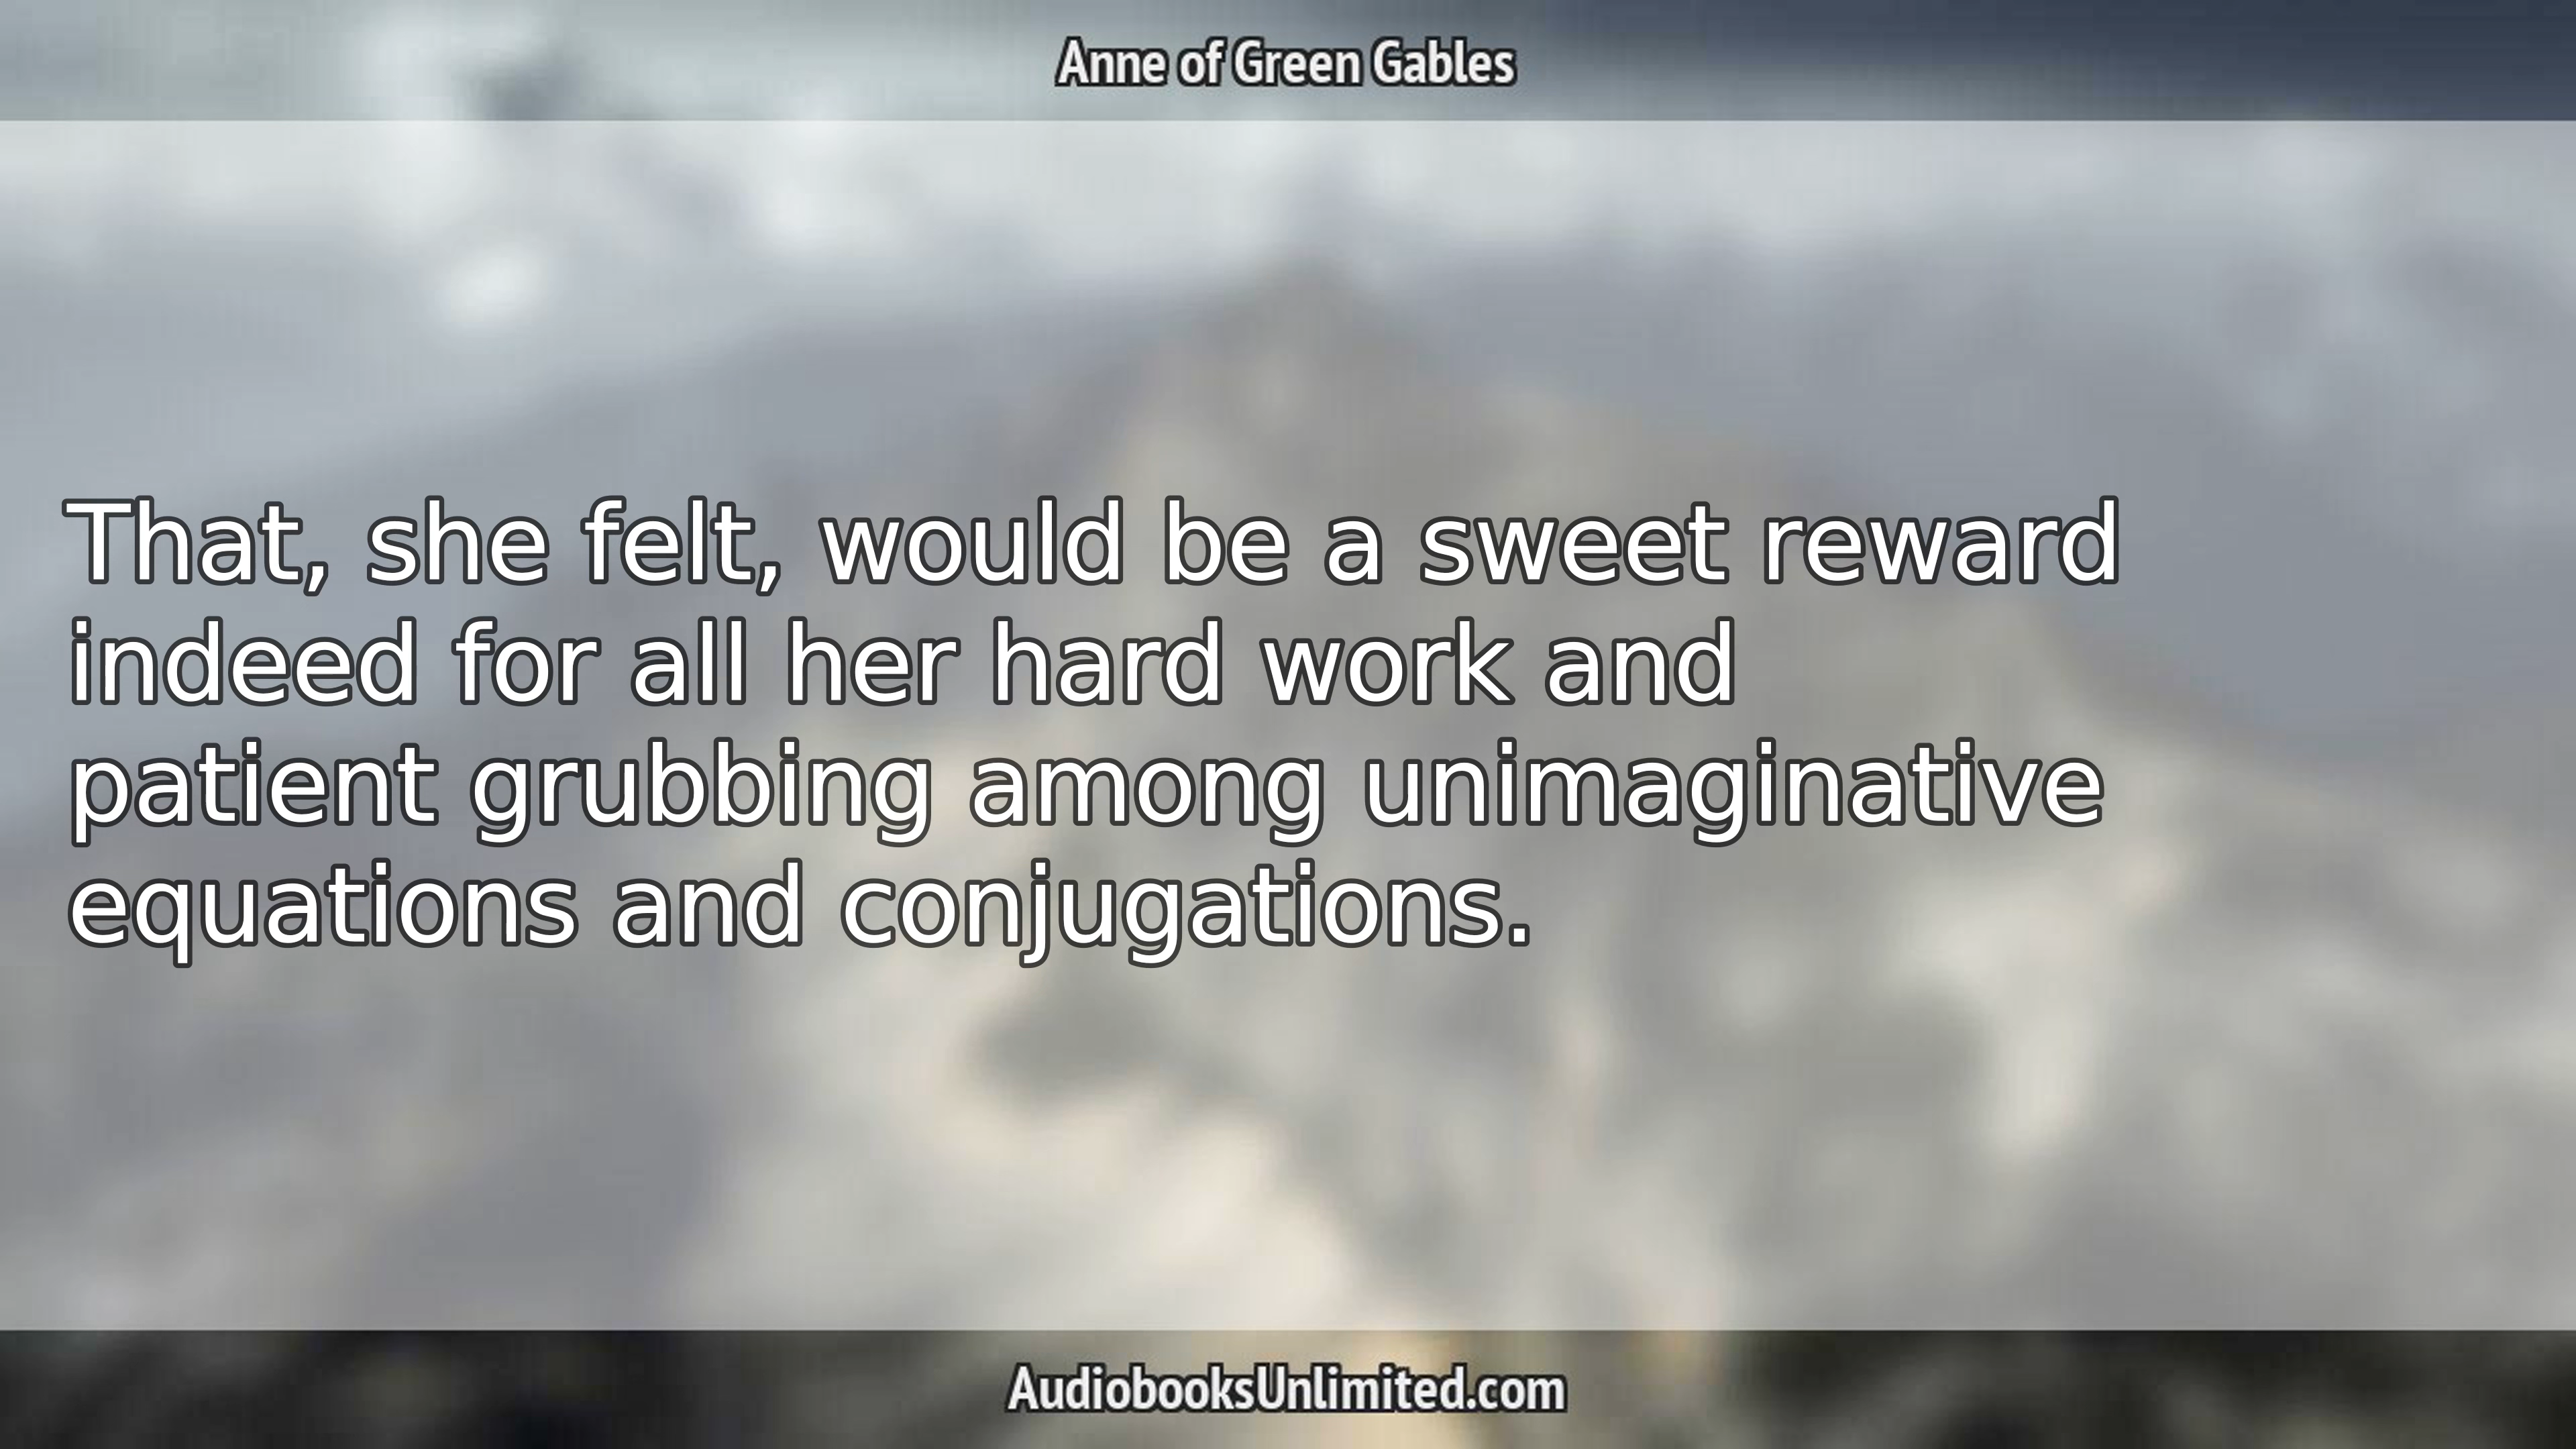 Anne of Green Gables
That, she felt, would be a sweet reward
indeed for all her hard work and
patient grubbing among unimaginative
equations and conjugations.
AudiobooksUnlimited.com